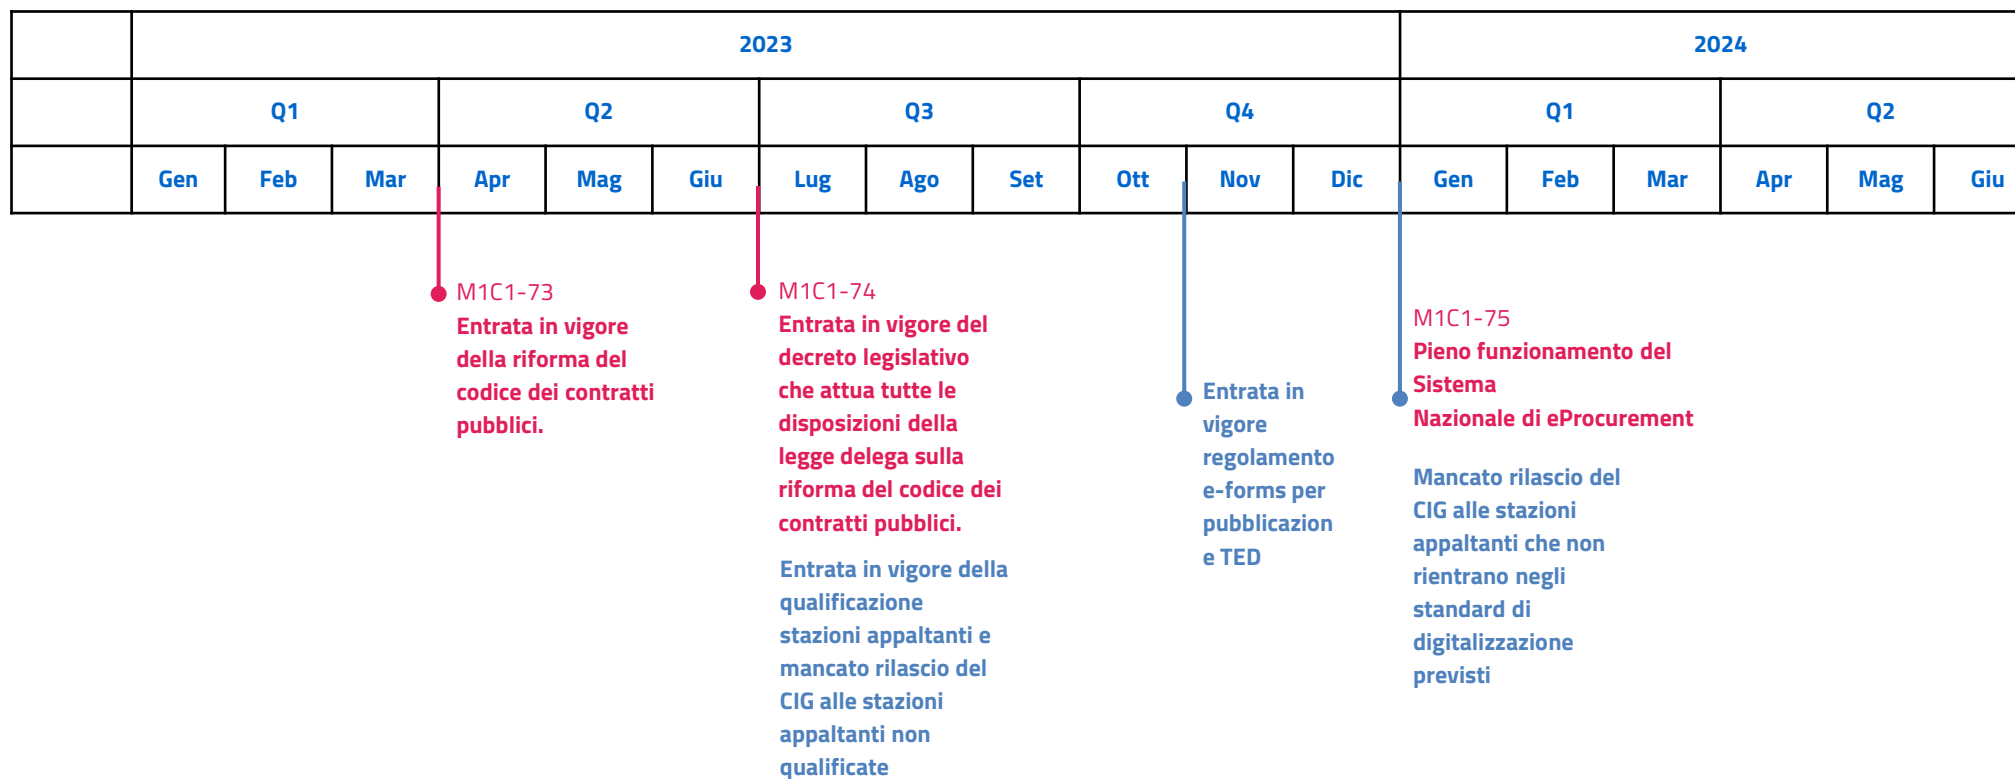 2023 2024
Q1 Q2 Q3 Q4 Q1 Q2
Gen Feb Mar Apr Mag Giu Lug Ago Set Ott Nov Dic Gen Feb Mar Apr Mag Giu
M1C1-73
Entrata in vigore
della riforma del
codice dei contratti
pubblici.
M1C1-74
Entrata in vigore del
decreto legislativo
che attua tutte le
disposizioni della
legge delega sulla
riforma del codice dei
contratti pubblici.
Entrata in vigore della
qualificazione
stazioni appaltanti e
mancato rilascio del
CIG alle stazioni
appaltanti non
qualificate
Entrata in
vigore
regolamento
e-forms per
pubblicazion
e TED
M1C1-75
Pieno funzionamento del
Sistema
Nazionale di eProcurement
Mancato rilascio del
CIG alle stazioni
appaltanti che non
rientrano negli
standard di
digitalizzazione
previsti